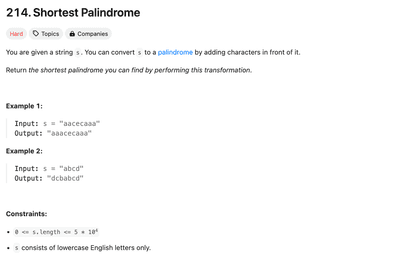 214. Shortest Palindrome
Hard Topics Companies
You are given a string s. You can convert s to a palindrome by adding characters in front of it.
Return the shortest palindrome you can find by performing this transformation.
Example 1:
Input: s = "aacecaaa"
Output: "aaacecaaa"
Example 2:
Input: s = "abcd"
Output: "dcbabcd"
Constraints:
• 0 <= s.length <= 5 * 10⁴
• s consists of lowercase English letters only.